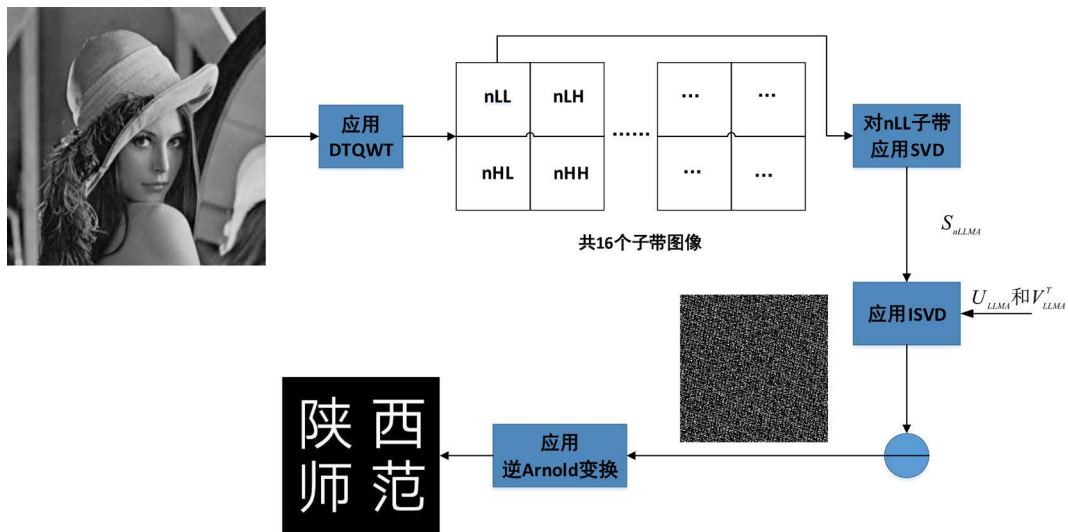 应用
DTQWT
nLL
nLH
nHL
nHH
......
...
...
...
...
共16个子带图像
对nLL子带
应用SVD
S_nLLMA
U_LLMA和V^T_LLMA
应用ISVD
应用
逆Arnold变换
陕西
师范